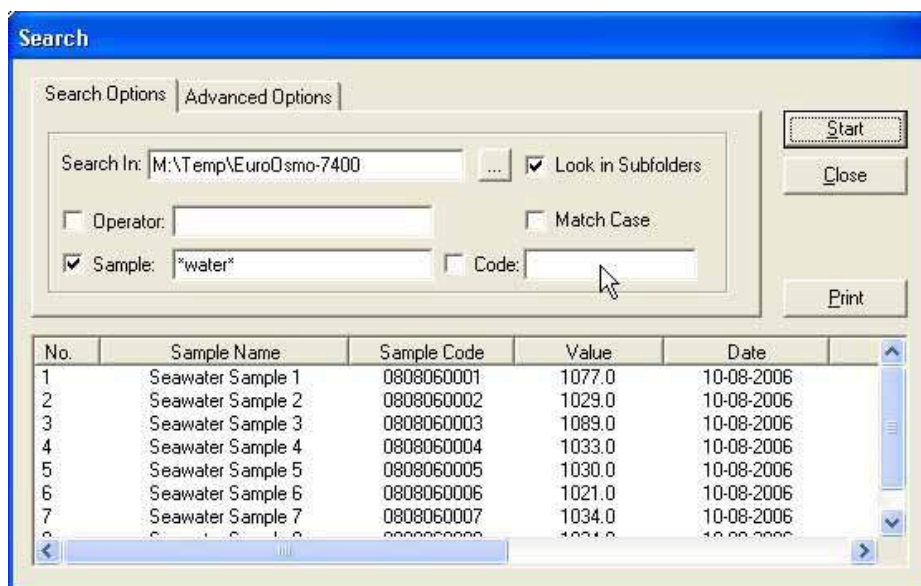 Search
Search Options Advanced Options
Start
Search In: M:\Temp\EuroOsmo-7400 ... Look in Subfolders
Close
Operator: Match Case
Sample: *water* Code:
Print
No. Sample Name Sample Code Value Date
1 Seawater Sample 1 0808060001 1077.0 10-08-2006
2 Seawater Sample 2 0808060002 1029.0 10-08-2006
3 Seawater Sample 3 0808060003 1089.0 10-08-2006
4 Seawater Sample 4 0808060004 1033.0 10-08-2006
5 Seawater Sample 5 0808060005 1030.0 10-08-2006
6 Seawater Sample 6 0808060006 1021.0 10-08-2006
7 Seawater Sample 7 0808060007 1034.0 10-08-2006